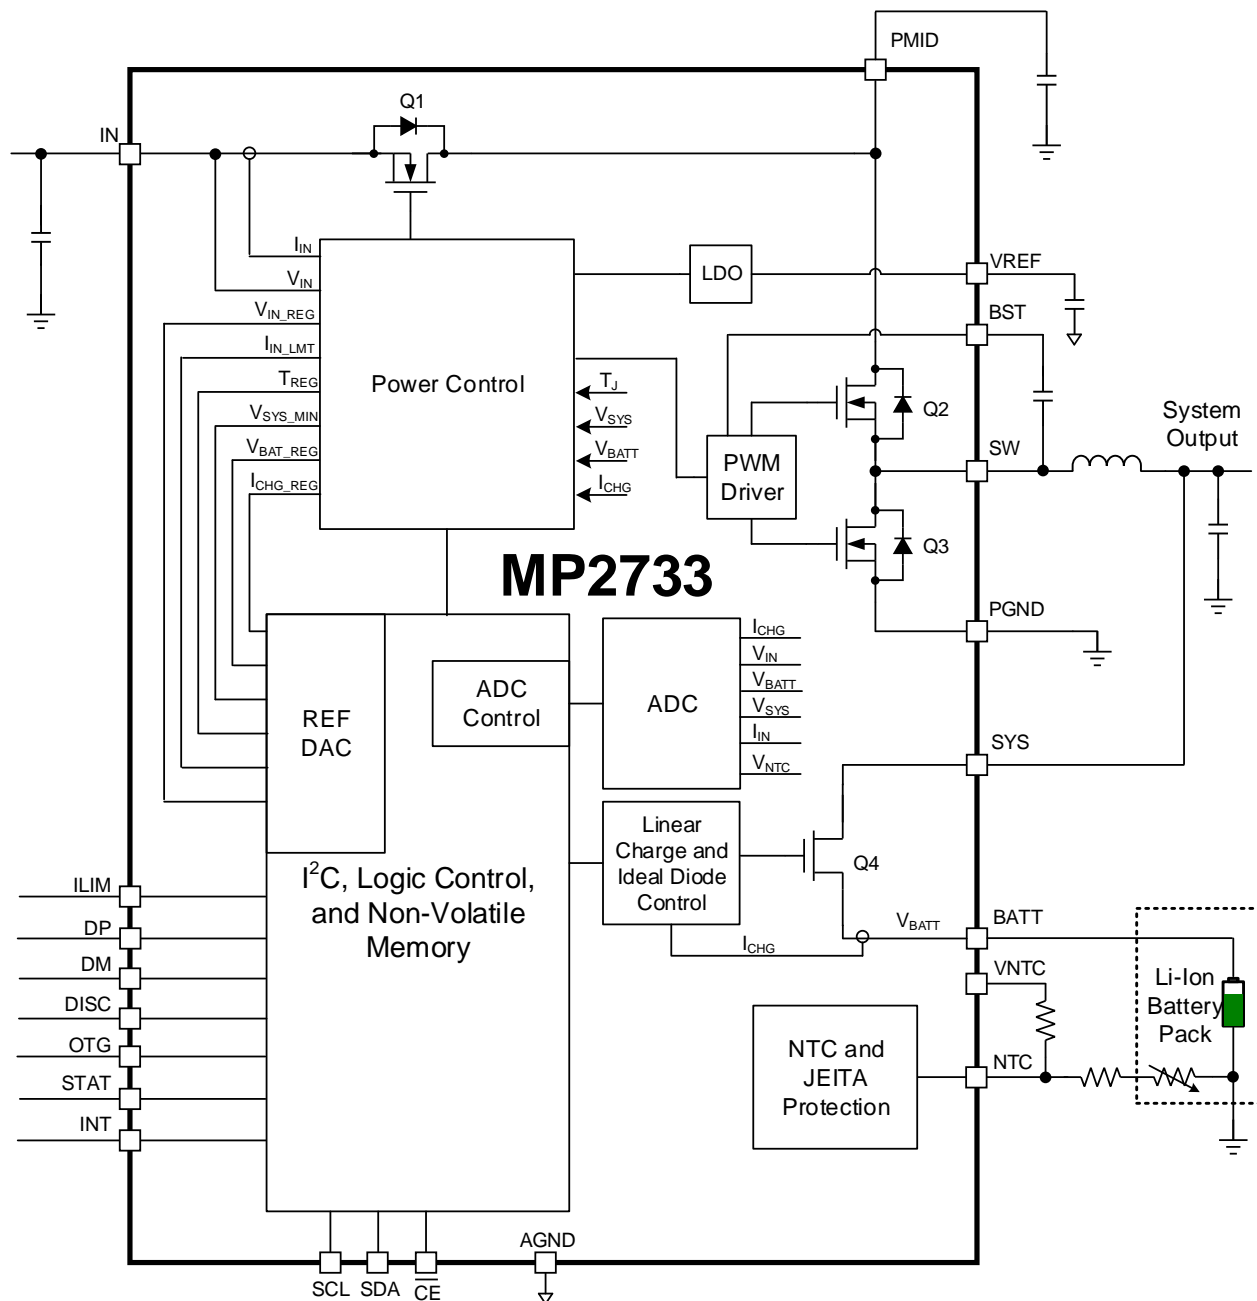 PMID
Q1
IN
I_IN
V_IN
V_IN_REG
I_IN_LMT
T_REG
V_SYS_MIN
V_BAT_REG
I_CHG_REG
Power Control
T_J
V_SYS
V_BATT
I_CHG
LDO
VREF
BST
Q2
PWM
Driver
SW
System
Output
Q3
MP2733
PGND
REF
DAC
ADC
Control
ADC
I_CHG
V_IN
V_BATT
V_SYS
I_IN
V_NTC
SYS
Linear
Charge and
Ideal Diode
Control
Q4
I²C, Logic Control,
and Non-Volatile
Memory
I_CHG
V_BATT
BATT
VNTC
Li-Ion
Battery
Pack
NTC and
JEITA
Protection
NTC
ILIM
DP
DM
DISC
OTG
STAT
INT
SCL
SDA
CE
AGND